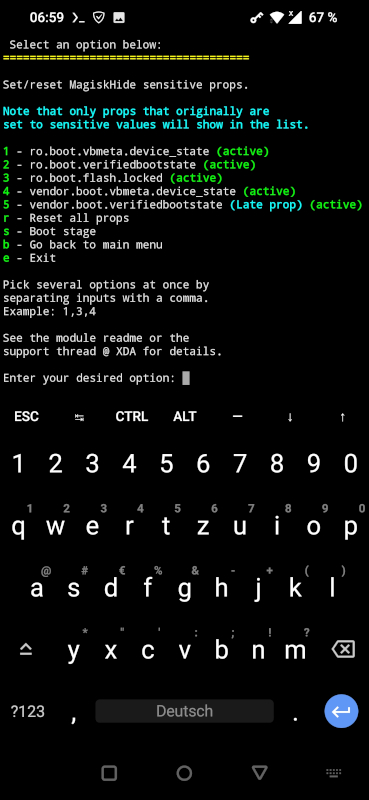 06:59 67 %
Select an option below:
=====================================
Set/reset MagiskHide sensitive props.
Note that only props that originally are
set to sensitive values will show in the list.
1 - ro.boot.vbmeta.device_state (active)
2 - ro.boot.verifiedbootstate (active)
3 - ro.boot.flash.locked (active)
4 - vendor.boot.vbmeta.device_state (active)
5 - vendor.boot.verifiedbootstate (Late prop) (active)
r - Reset all props
s - Boot stage
b - Go back to main menu
e - Exit
Pick several options at once by
separating inputs with a comma.
Example: 1,3,4
See the module readme or the
support thread @ XDA for details.
Enter your desired option:
ESC ↹ CTRL ALT — ↓ ↑
1 2 3 4 5 6 7 8 9 0
1 2 3 4 5 6 7 8 9 0
q w e r t z u i o p
@ # € % & - + ( )
a s d f g h j k l
* " ' : ; ! ?
y x c v b n m
?123 , Deutsch .